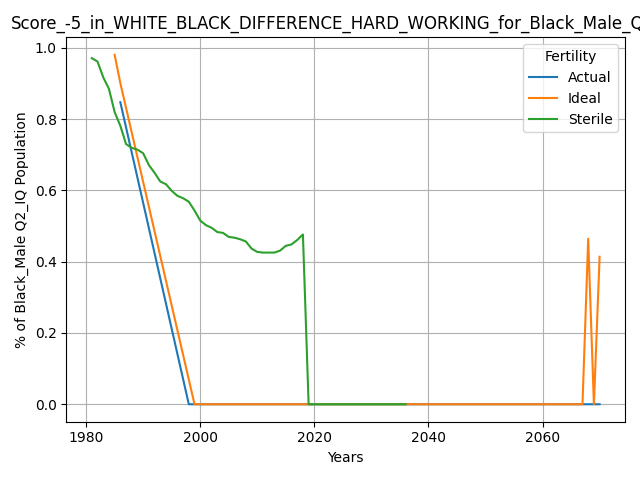 Score_-5_in_WHITE_BLACK_DIFFERENCE_HARD_WORKING_for_Black_Male_Q
% of Black_Male Q2_IQ Population
1.0
0.8
0.6
0.4
0.2
0.0
Fertility
Actual
Ideal
Sterile
1980
2000
2020
2040
2060
Years